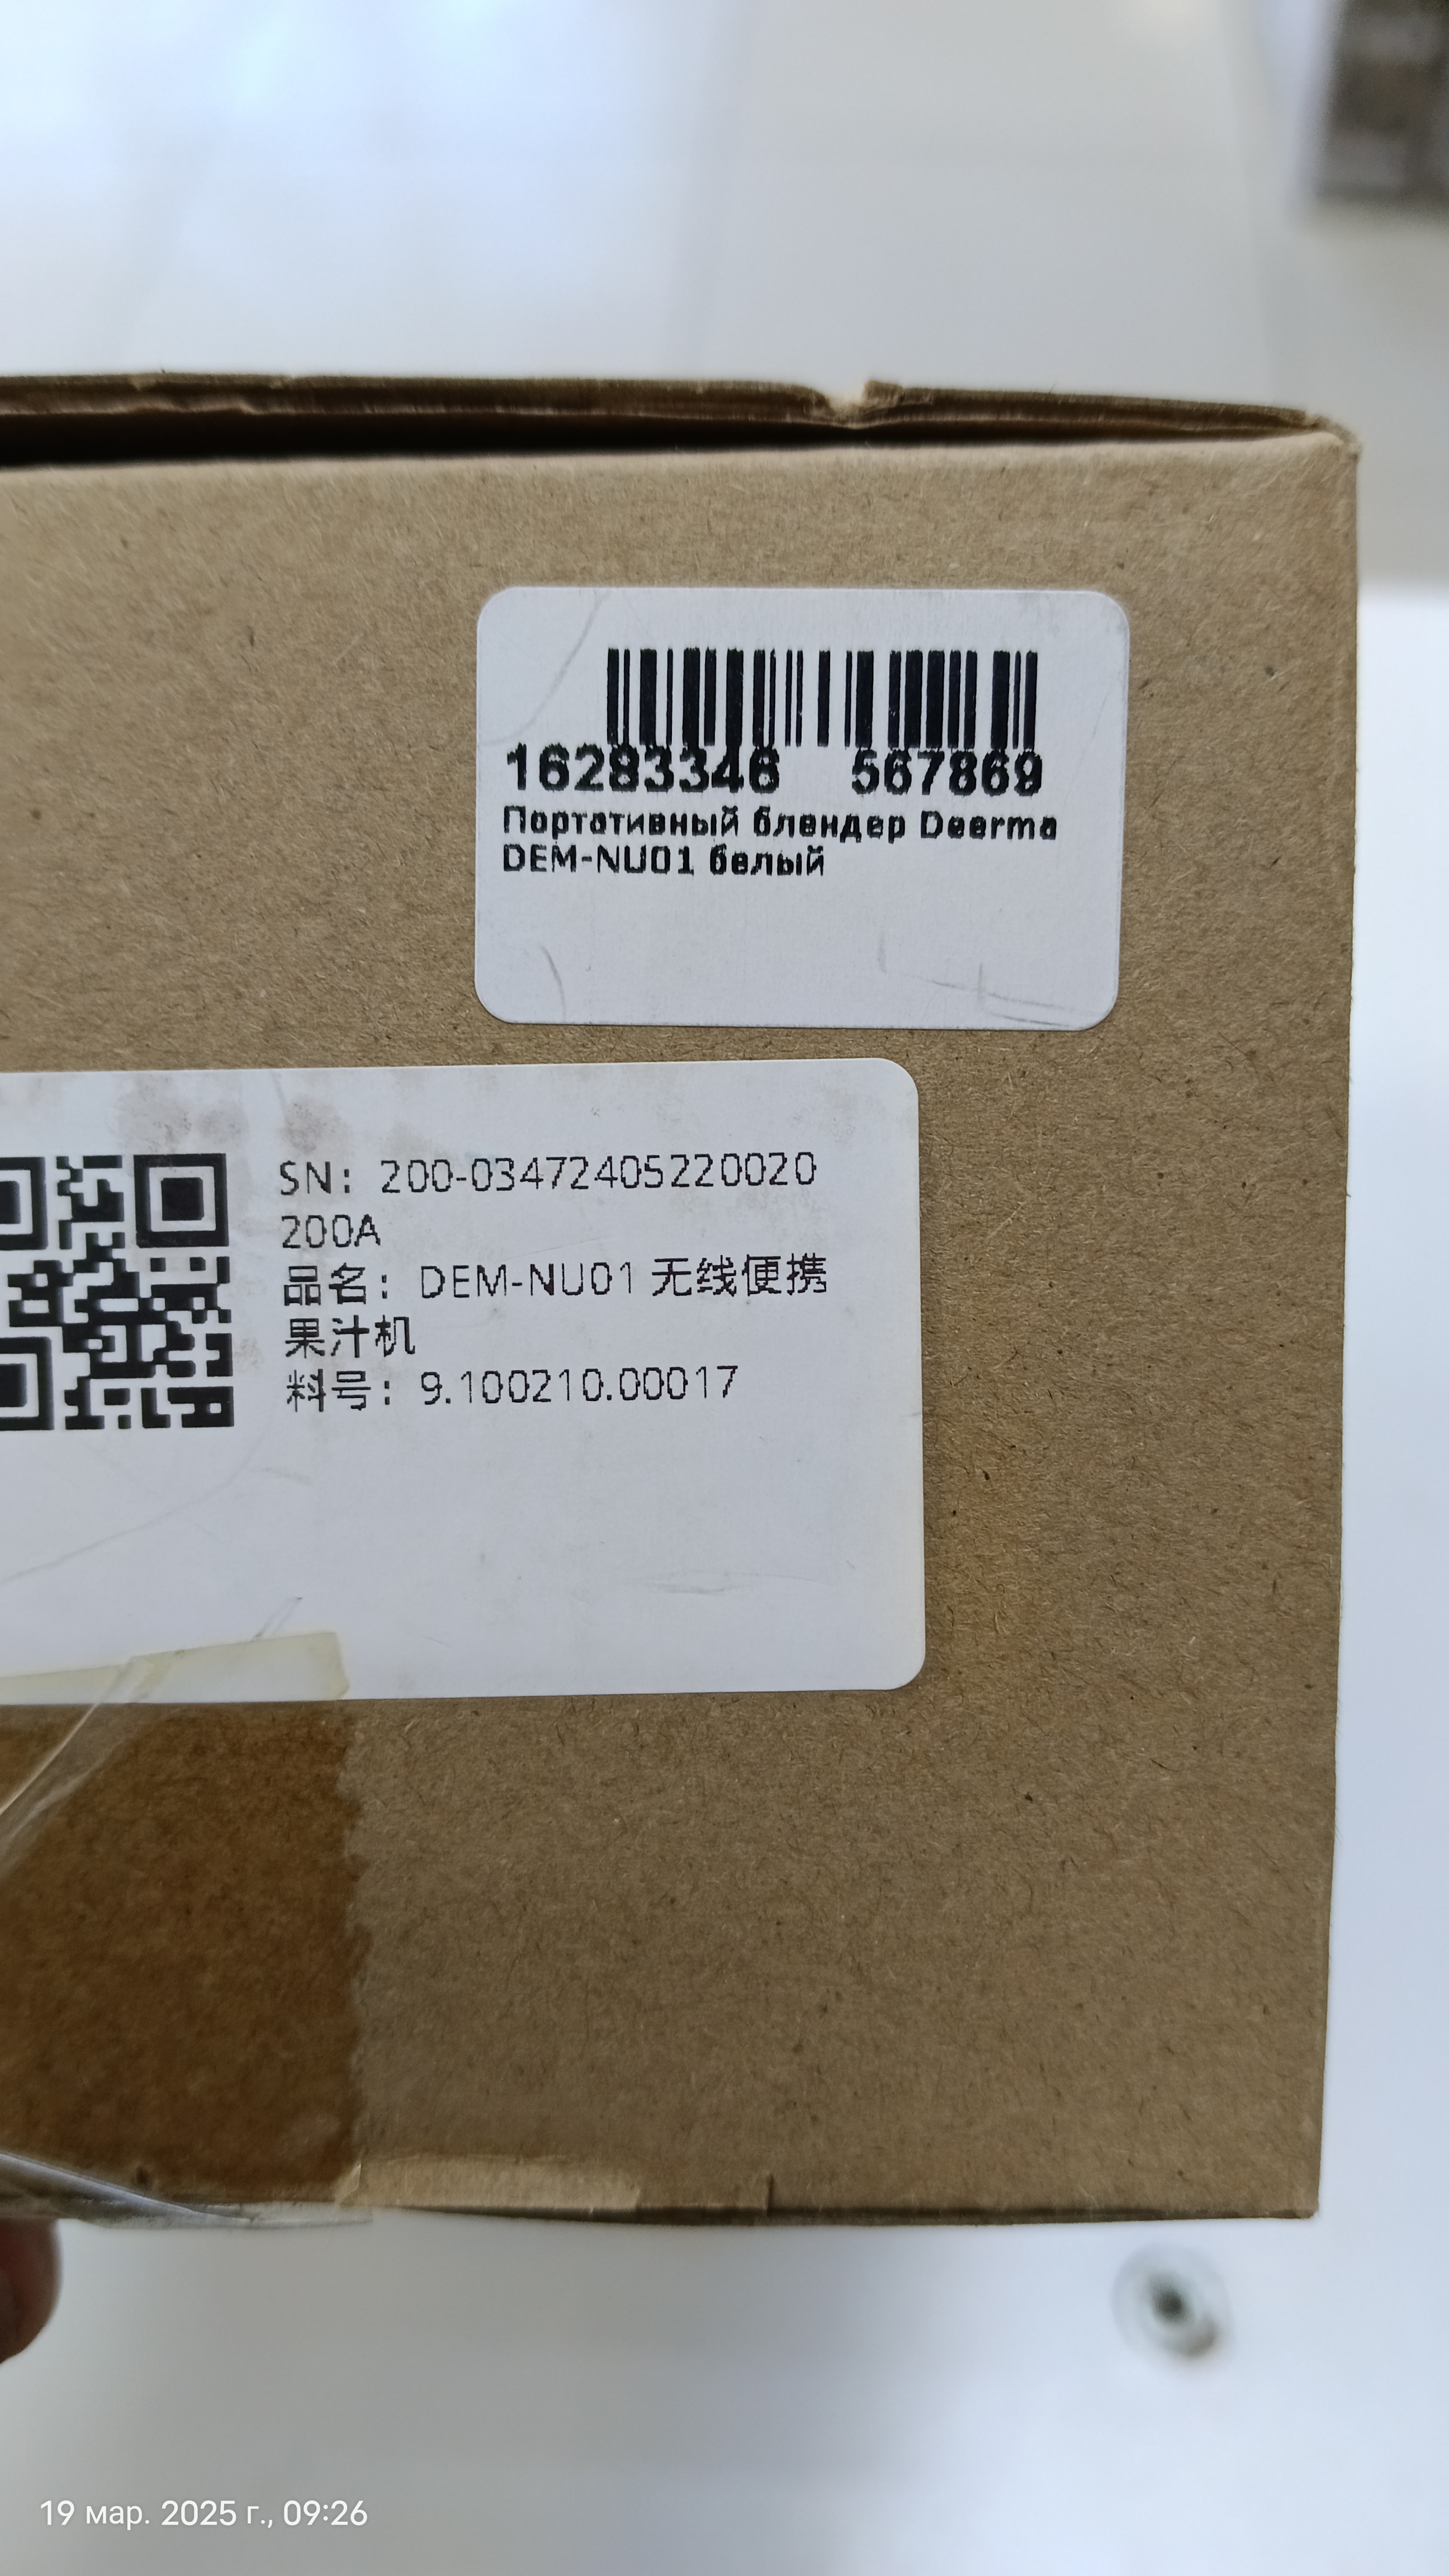 16283346 567869
Портативный блендер Deerma
DEM-NU01 белый
SN: 200-03472405220020
200A
品名: DEM-NU01 无线便携
果汁机
料号: 9.100210.00017
19 мар. 2025 г., 09:26